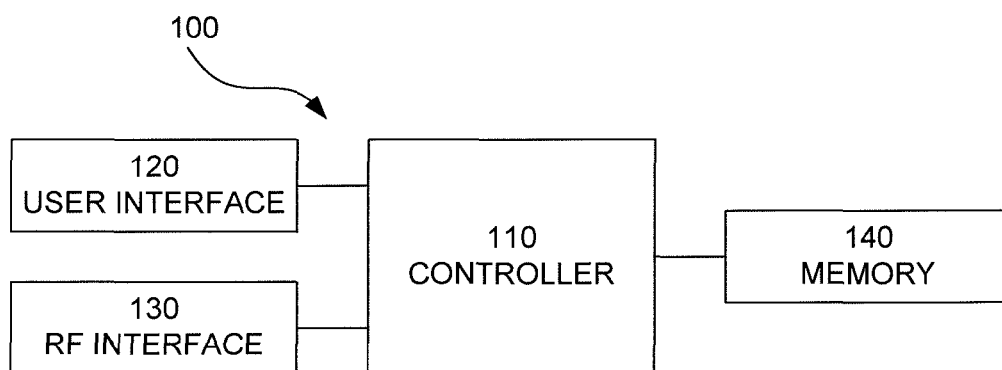 100
120
USER INTERFACE
110
CONTROLLER
140
MEMORY
130
RF INTERFACE